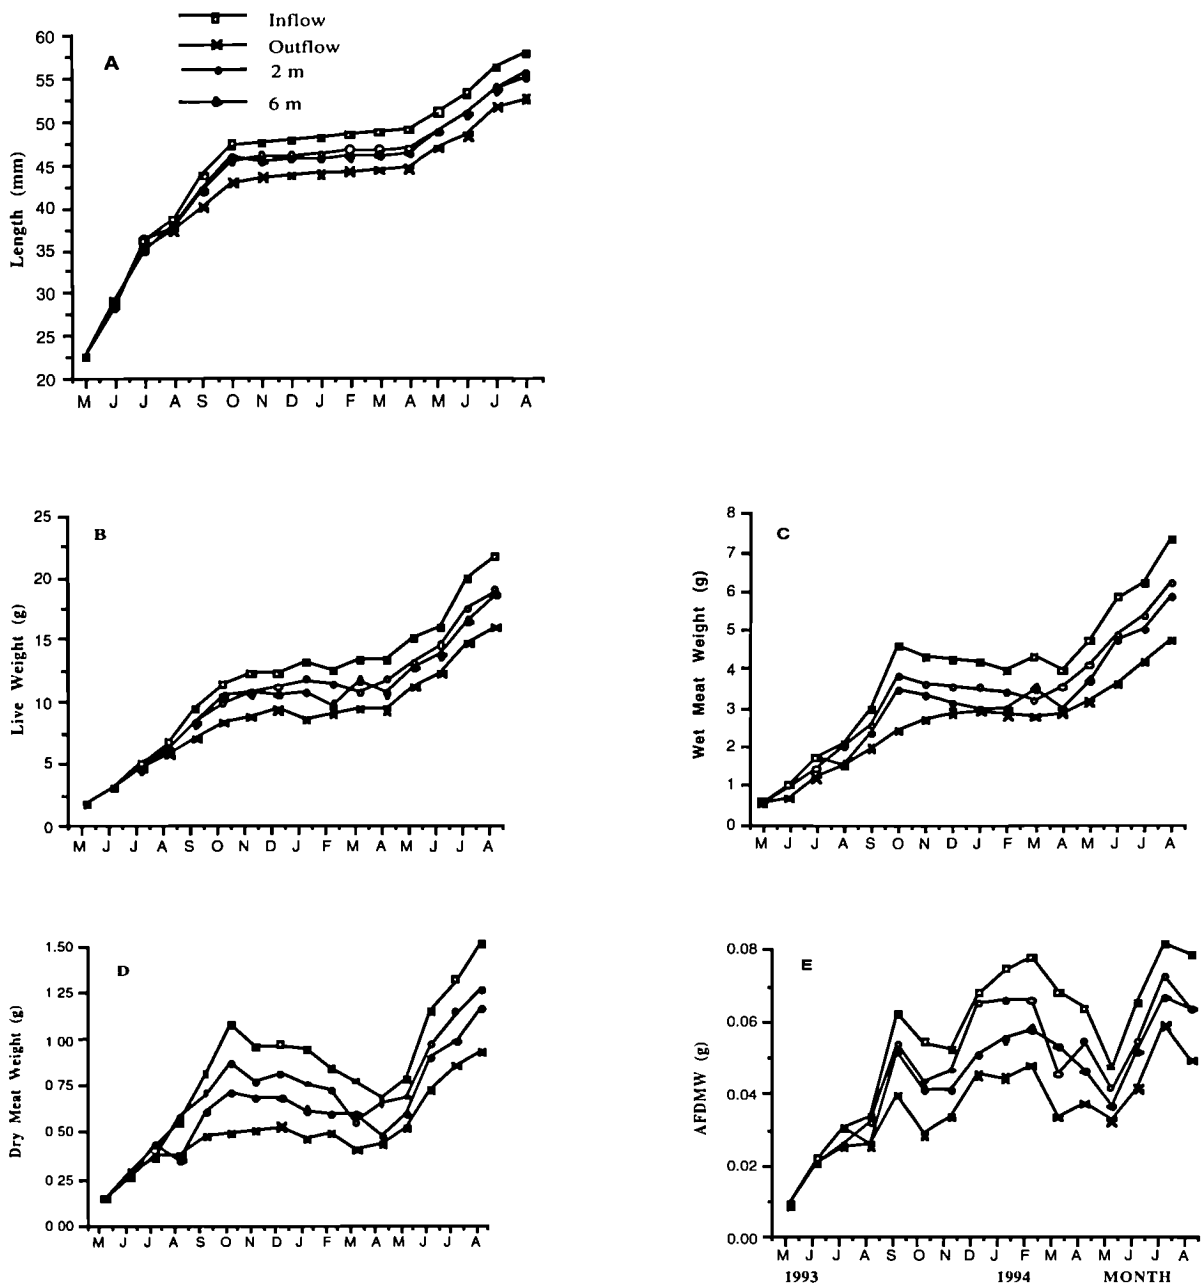 Inflow
Outflow
2 m
6 m
A
60
55
50
45
40
35
30
25
20
Length (mm)
M J J A S O N D J F M A M J J A
B
25
20
15
10
5
0
Live Weight (g)
M J J A S O N D J F M A M J J A
C
8
7
6
5
4
3
2
1
0
Wet Meat Weight (g)
M J J A S O N D J F M A M J J A
D
1.50
1.25
1 00
0.75
0 50
0.25
0 00
Dry Meat Weight (g)
M J J A S O N D J F M A M J J A
E
0.08
0.06
0.04
0.02
0.00
AFDMW (g)
M J J A S O N D J F M A M J J A
1993 1994 MONTH